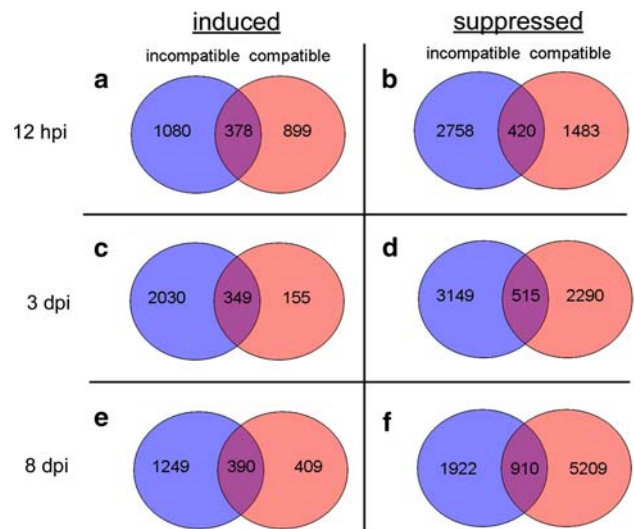 induced suppressed
incompatible compatible incompatible compatible
a b
12 hpi 1080 378 899 2758 420 1483
c d
3 dpi 2030 349 155 3149 515 2290
e f
8 dpi 1249 390 409 1922 910 5209